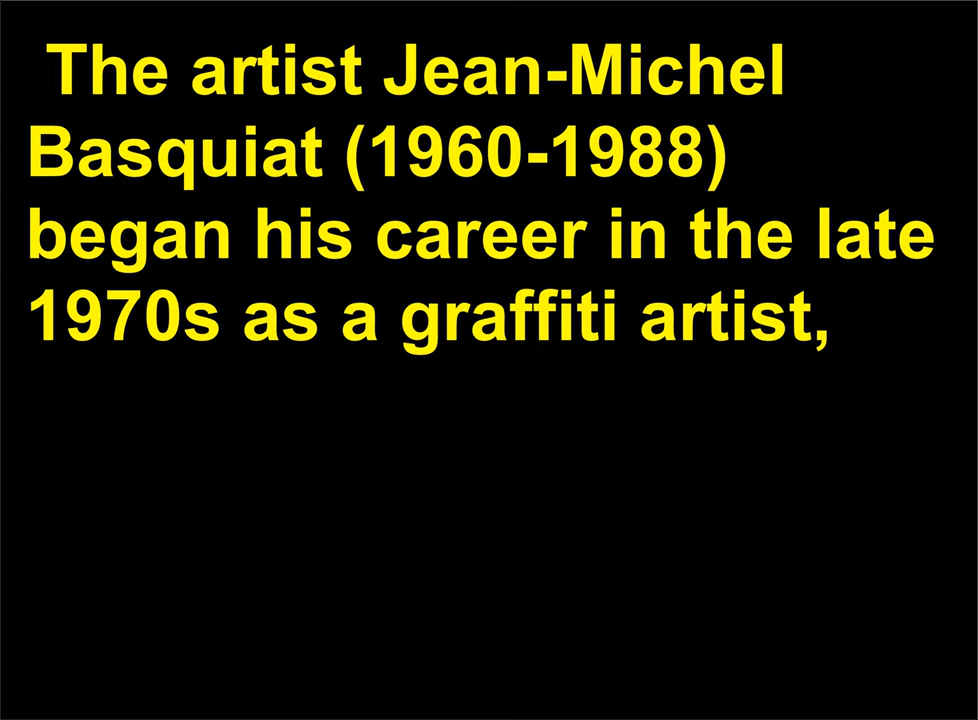 The artist Jean-Michel
Basquiat (1960-1988)
began his career in the late
1970s as a graffiti artist,